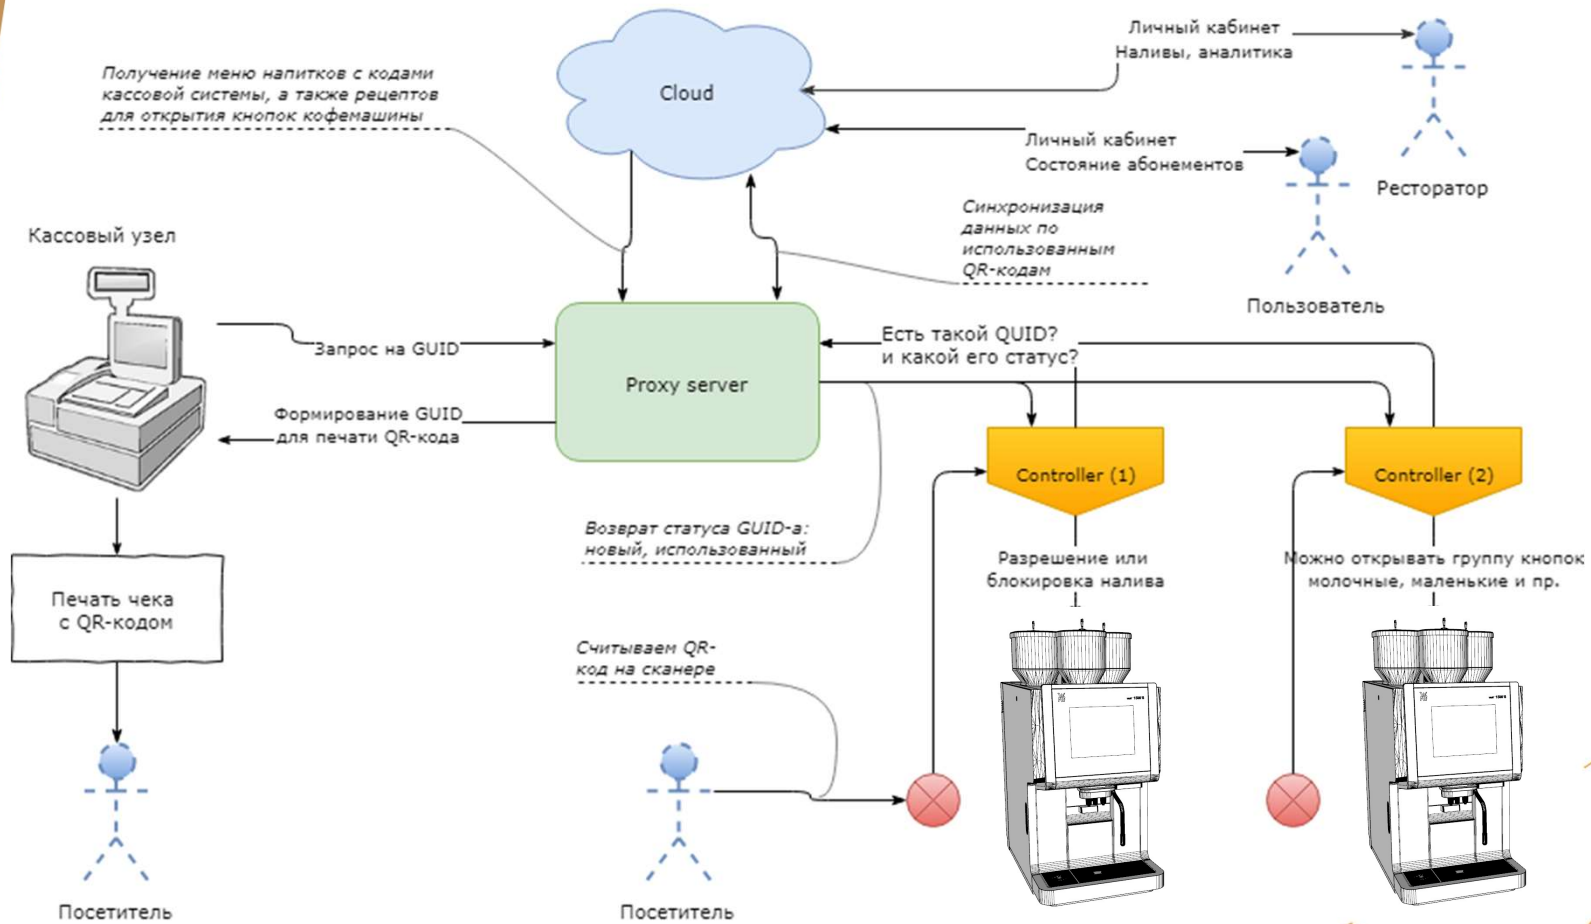 Личный кабинет
Наливы, аналитика
Получение меню напитков с кодами
кассовой системы, а также рецептов
для открытия кнопок кофемашины
Cloud
Личный кабинет
Состояние абонементов
Ресторатор
Синхронизация
данных по
использованным
QR-кодам
Пользователь
Кассовый узел
Запрос на GUID
Есть такой QUID?
и какой его статус?
Proxy server
Формирование GUID
для печати QR-кода
Controller (1)
Controller (2)
Возврат статуса GUID-а:
новый, использованный
Разрешение или
блокировка налива
Можно открывать группу кнопок
молочные, маленькие и пр.
Печать чека
с QR-кодом
Считываем QR-
код на сканере
Посетитель
Посетитель